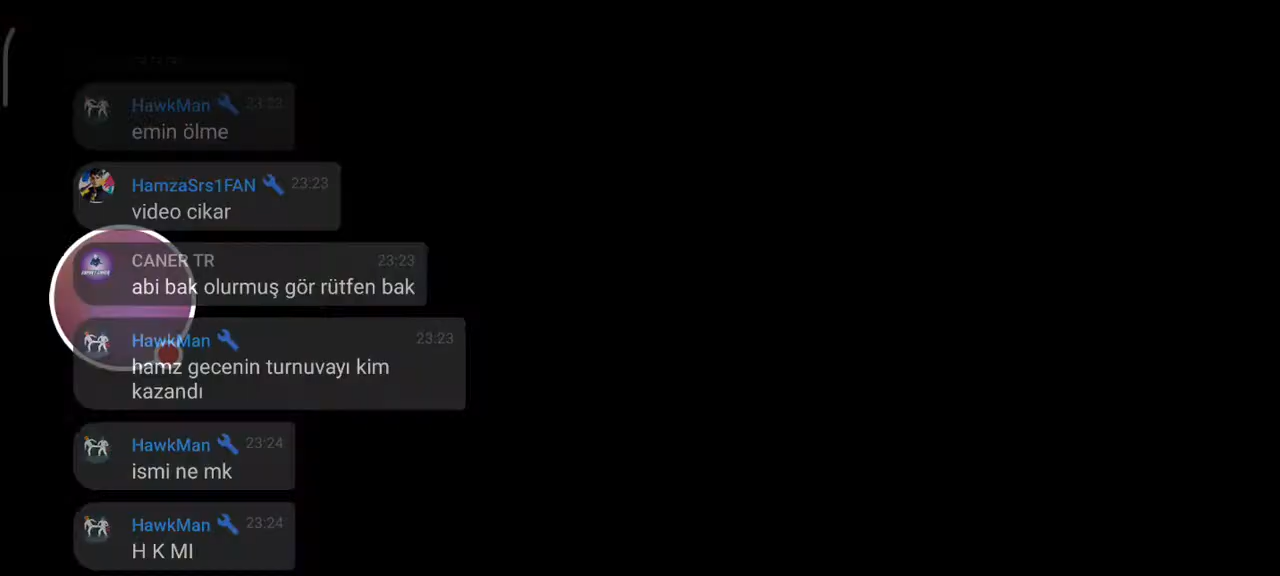 HawkMan 23:23
emin ölme
HamzaSrs1FAN 23:23
video cikar
CANER TR 23:23
abi bak olurmuş gör rütfen bak
HawkMan 23:23
hamz gecenin turnuvayı kim
kazandı
HawkMan 23:24
ismi ne mk
HawkMan 23:24
H K MI